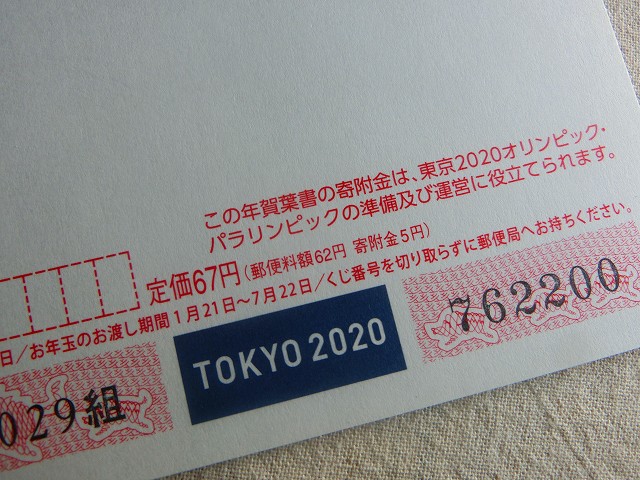 この年賀葉書の寄附金は、東京2020オリンピック・
パラリンピックの準備及び運営に役立てられます。
定価67円(郵便料額62円 寄附金5円)
日/お年玉のお渡し期間1月21日〜7月22日/くじ番号を切り取らずに郵便局へお持ちください。
029組
TOKYO 2020
762200